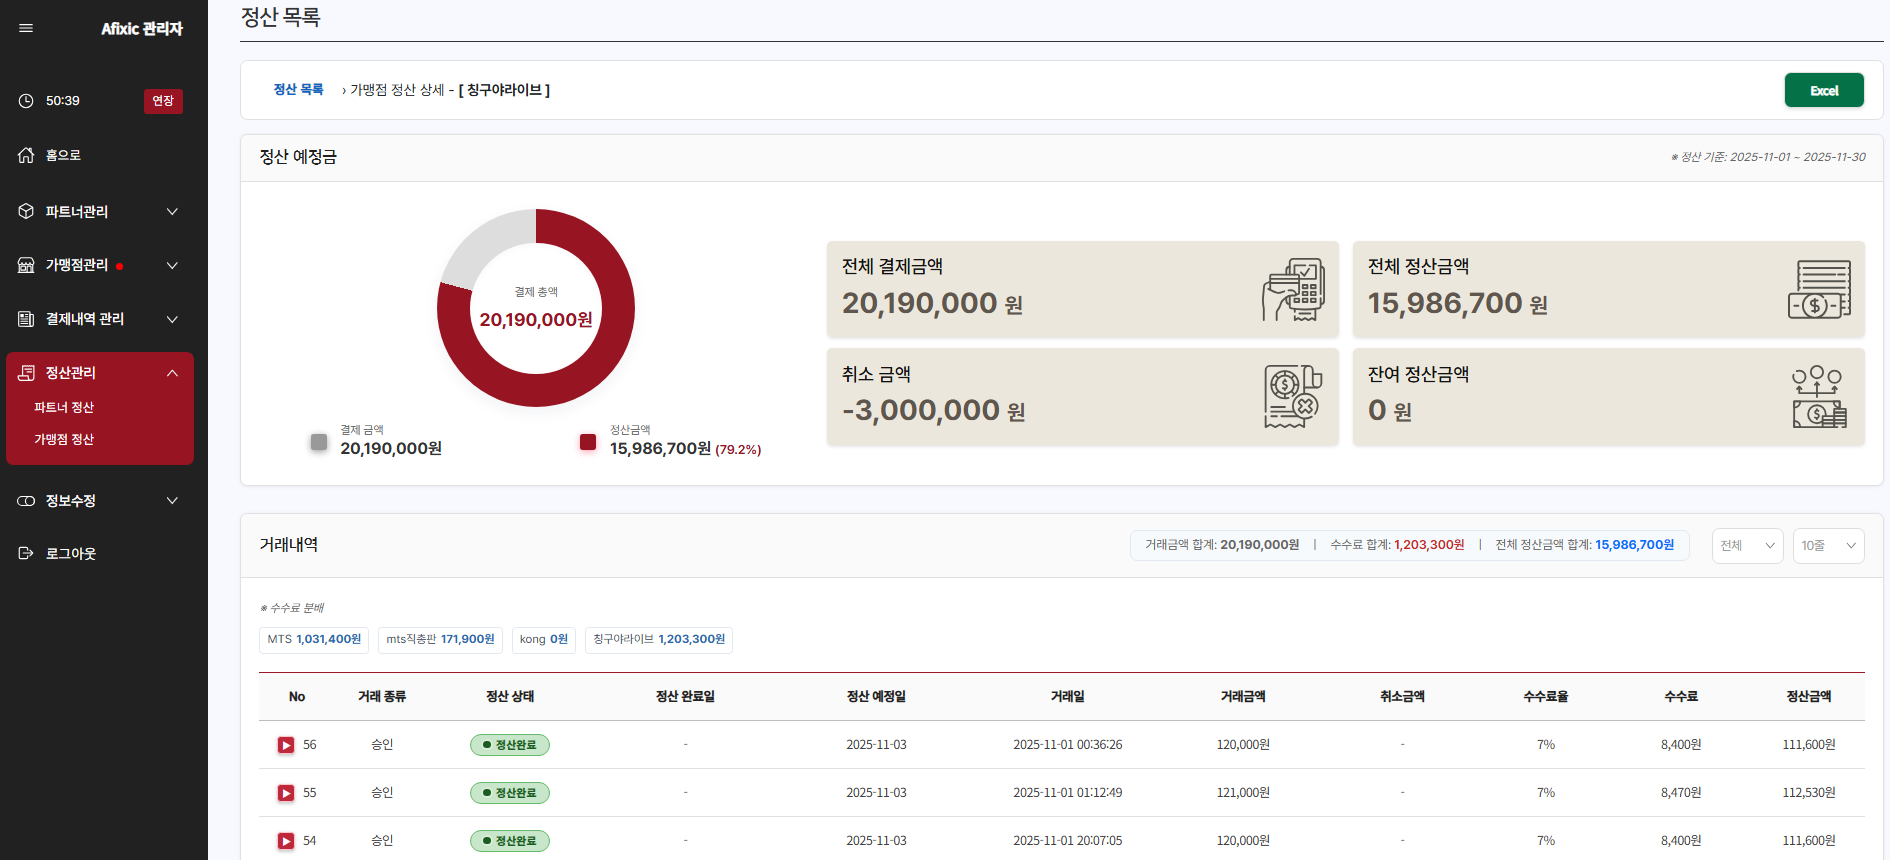 Afixic 관리자
50:39 연장
홈으로
파트너관리
가맹점관리
결제내역 관리
정산관리
파트너 정산
가맹점 정산
정보수정
로그아웃
정산 목록
정산 목록 › 가맹점 정산 상세 - [ 칭구야라이브 ]
Excel
정산 예정금
※ 정산 기준: 2025-11-01 ~ 2025-11-30
결제 총액
20,190,000원
결제 금액
20,190,000원
정산금액
15,986,700원 (79.2%)
전체 결제금액
20,190,000 원
전체 정산금액
15,986,700 원
취소 금액
-3,000,000 원
잔여 정산금액
0 원
거래내역
거래금액 합계: 20,190,000원 | 수수료 합계: 1,203,300원 | 전체 정산금액 합계: 15,986,700원
전체
10줄
※ 수수료 분배
MTS 1,031,400원 mts직총판 171,900원 kong 0원 칭구야라이브 1,203,300원
No 거래 종류 정산 상태 정산 완료일 정산 예정일 거래일 거래금액 취소금액 수수료율 수수료 정산금액
56 승인 정산완료 - 2025-11-03 2025-11-01 00:36:26 120,000원 - 7% 8,400원 111,600원
55 승인 정산완료 - 2025-11-03 2025-11-01 01:12:49 121,000원 - 7% 8,470원 112,530원
54 승인 정산완료 - 2025-11-03 2025-11-01 20:07:05 120,000원 - 7% 8,400원 111,600원